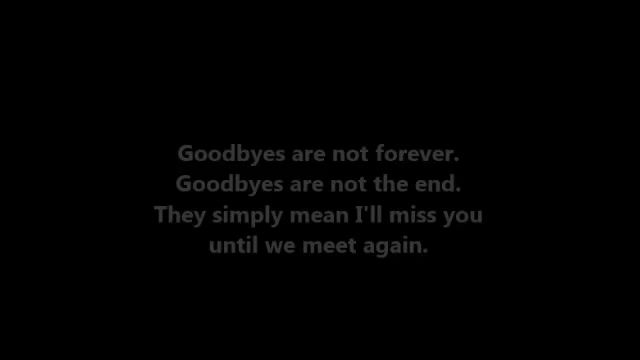 Goodbyes are not forever.
Goodbyes are not the end.
They simply mean I'll miss you
until we meet again.